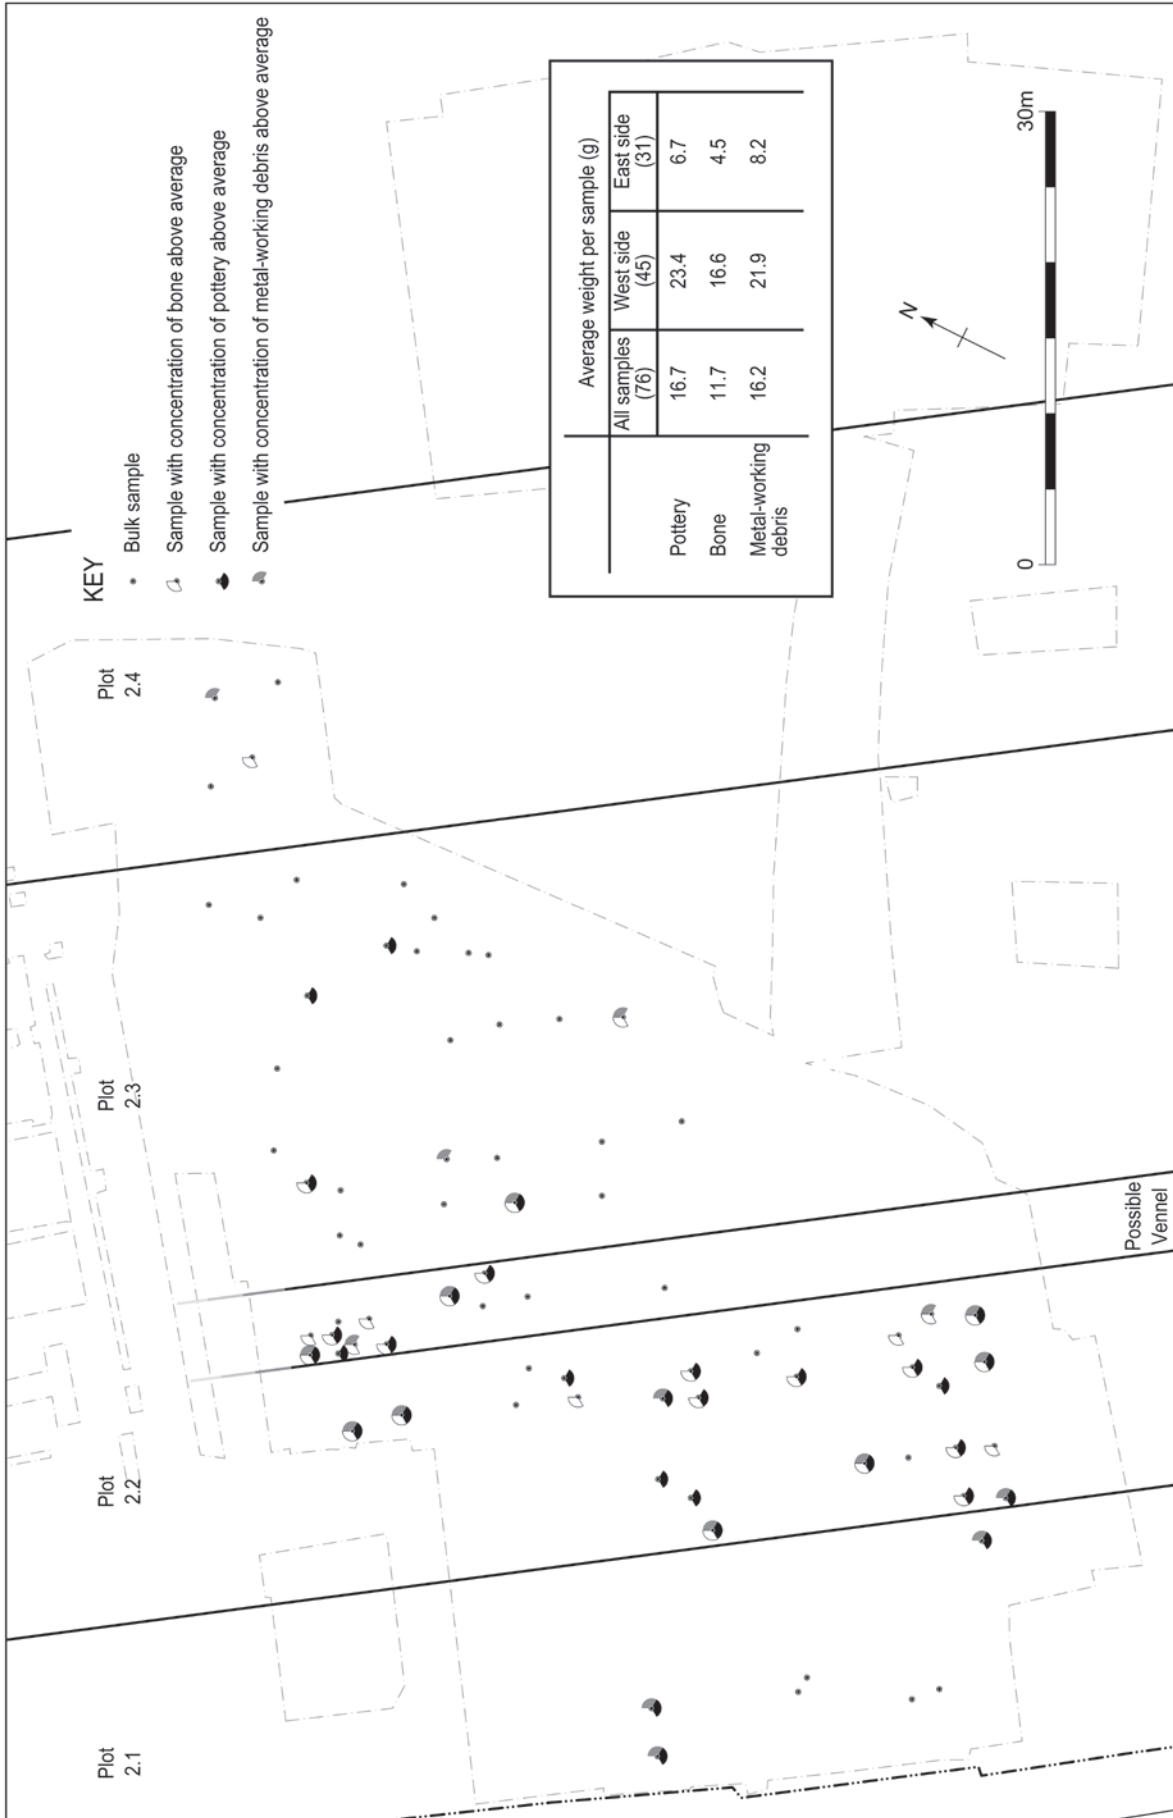 Plot
2.1
Plot
2.2
Plot
2.3
Plot
2.4
Possible
Vennel
KEY
Bulk sample
Sample with concentration of bone above average
Sample with concentration of pottery above average
Sample with concentration of metal-working debris above average
Average weight per sample (g)
All samples (76) West side (45) East side (31)
Pottery 16.7 23.4 6.7
Bone 11.7 16.6 4.5
Metal-working debris 16.2 21.9 8.2
N
0 30m